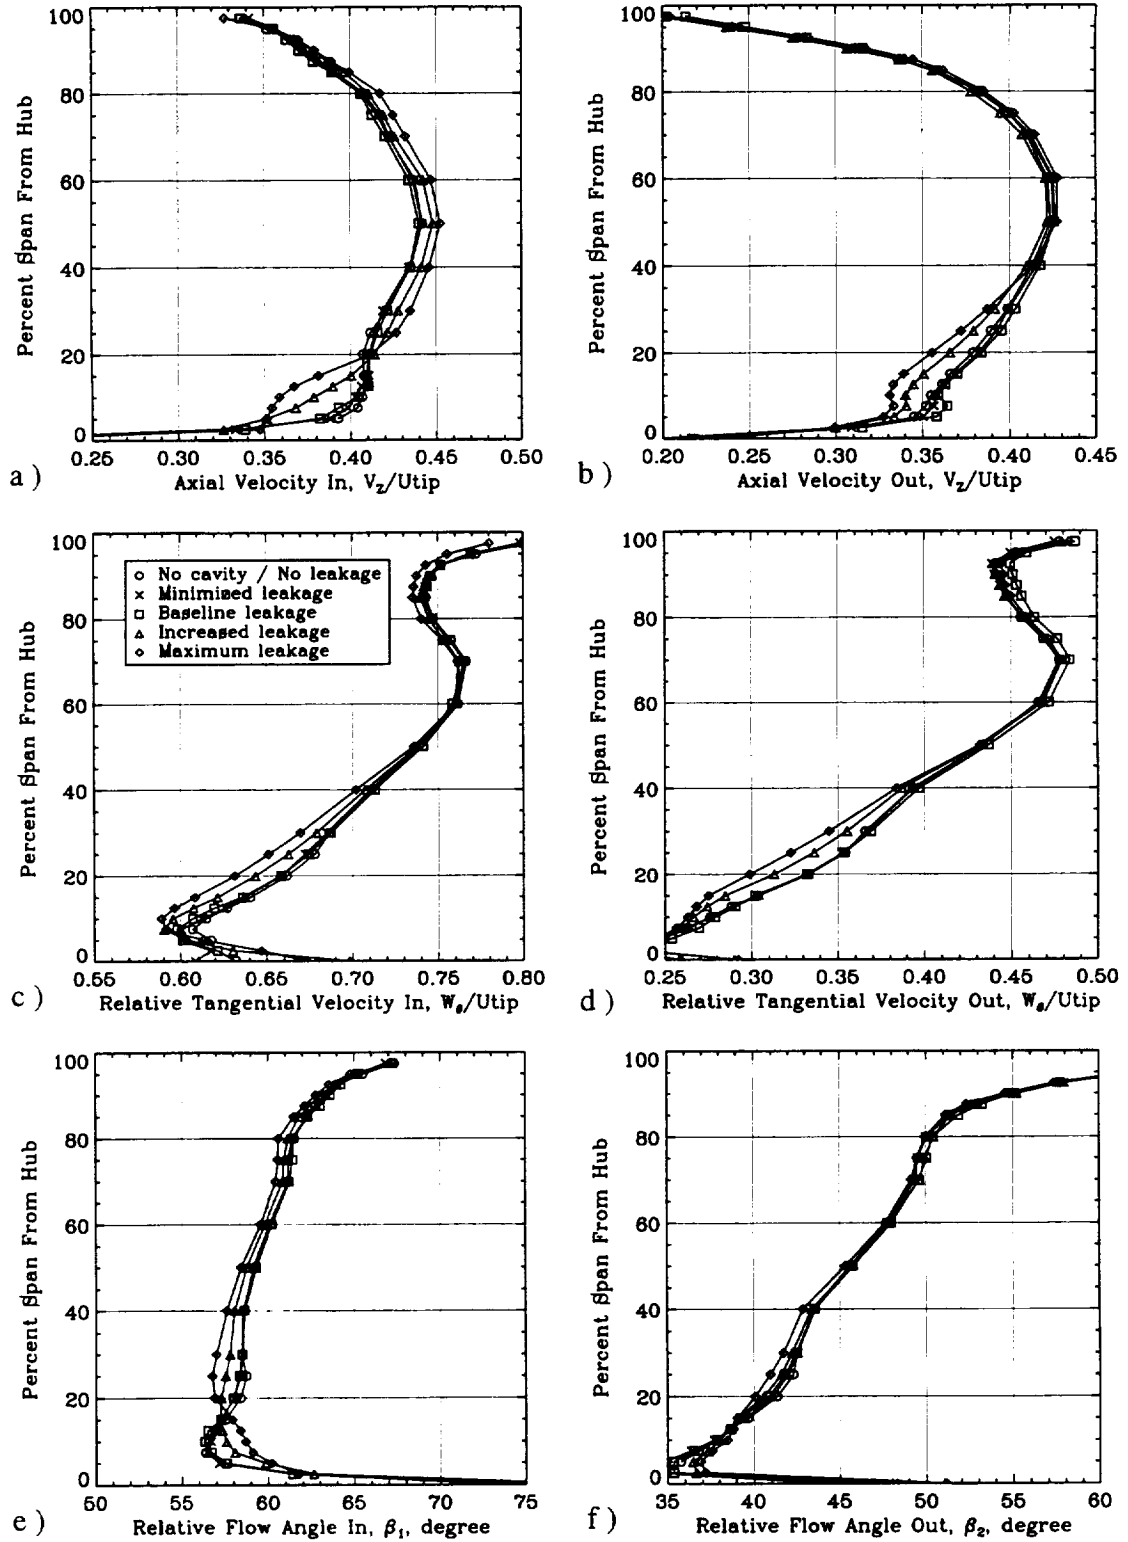 100
80
60
40
20
0
Percent Span From Hub
0.25 0.30 0.35 0.40 0.45 0.50
a) Axial Velocity In, Vz/Utip
100
80
60
40
20
0
Percent Span From Hub
0.20 0.25 0.30 0.35 0.40 0.45
b) Axial Velocity Out, Vz/Utip
100
80
60
40
20
0
Percent Span From Hub
No cavity / No leakage
Minimized leakage
Baseline leakage
Increased leakage
Maximum leakage
0.55 0.60 0.65 0.70 0.75 0.80
c) Relative Tangential Velocity In, Wθ/Utip
100
80
60
40
20
0
Percent Span From Hub
0.25 0.30 0.35 0.40 0.45 0.50
d) Relative Tangential Velocity Out, Wθ/Utip
100
80
60
40
20
0
Percent Span From Hub
50 55 60 65 70 75
e) Relative Flow Angle In, β1, degree
100
80
60
40
20
0
Percent Span From Hub
35 40 45 50 55 60
f) Relative Flow Angle Out, β2, degree